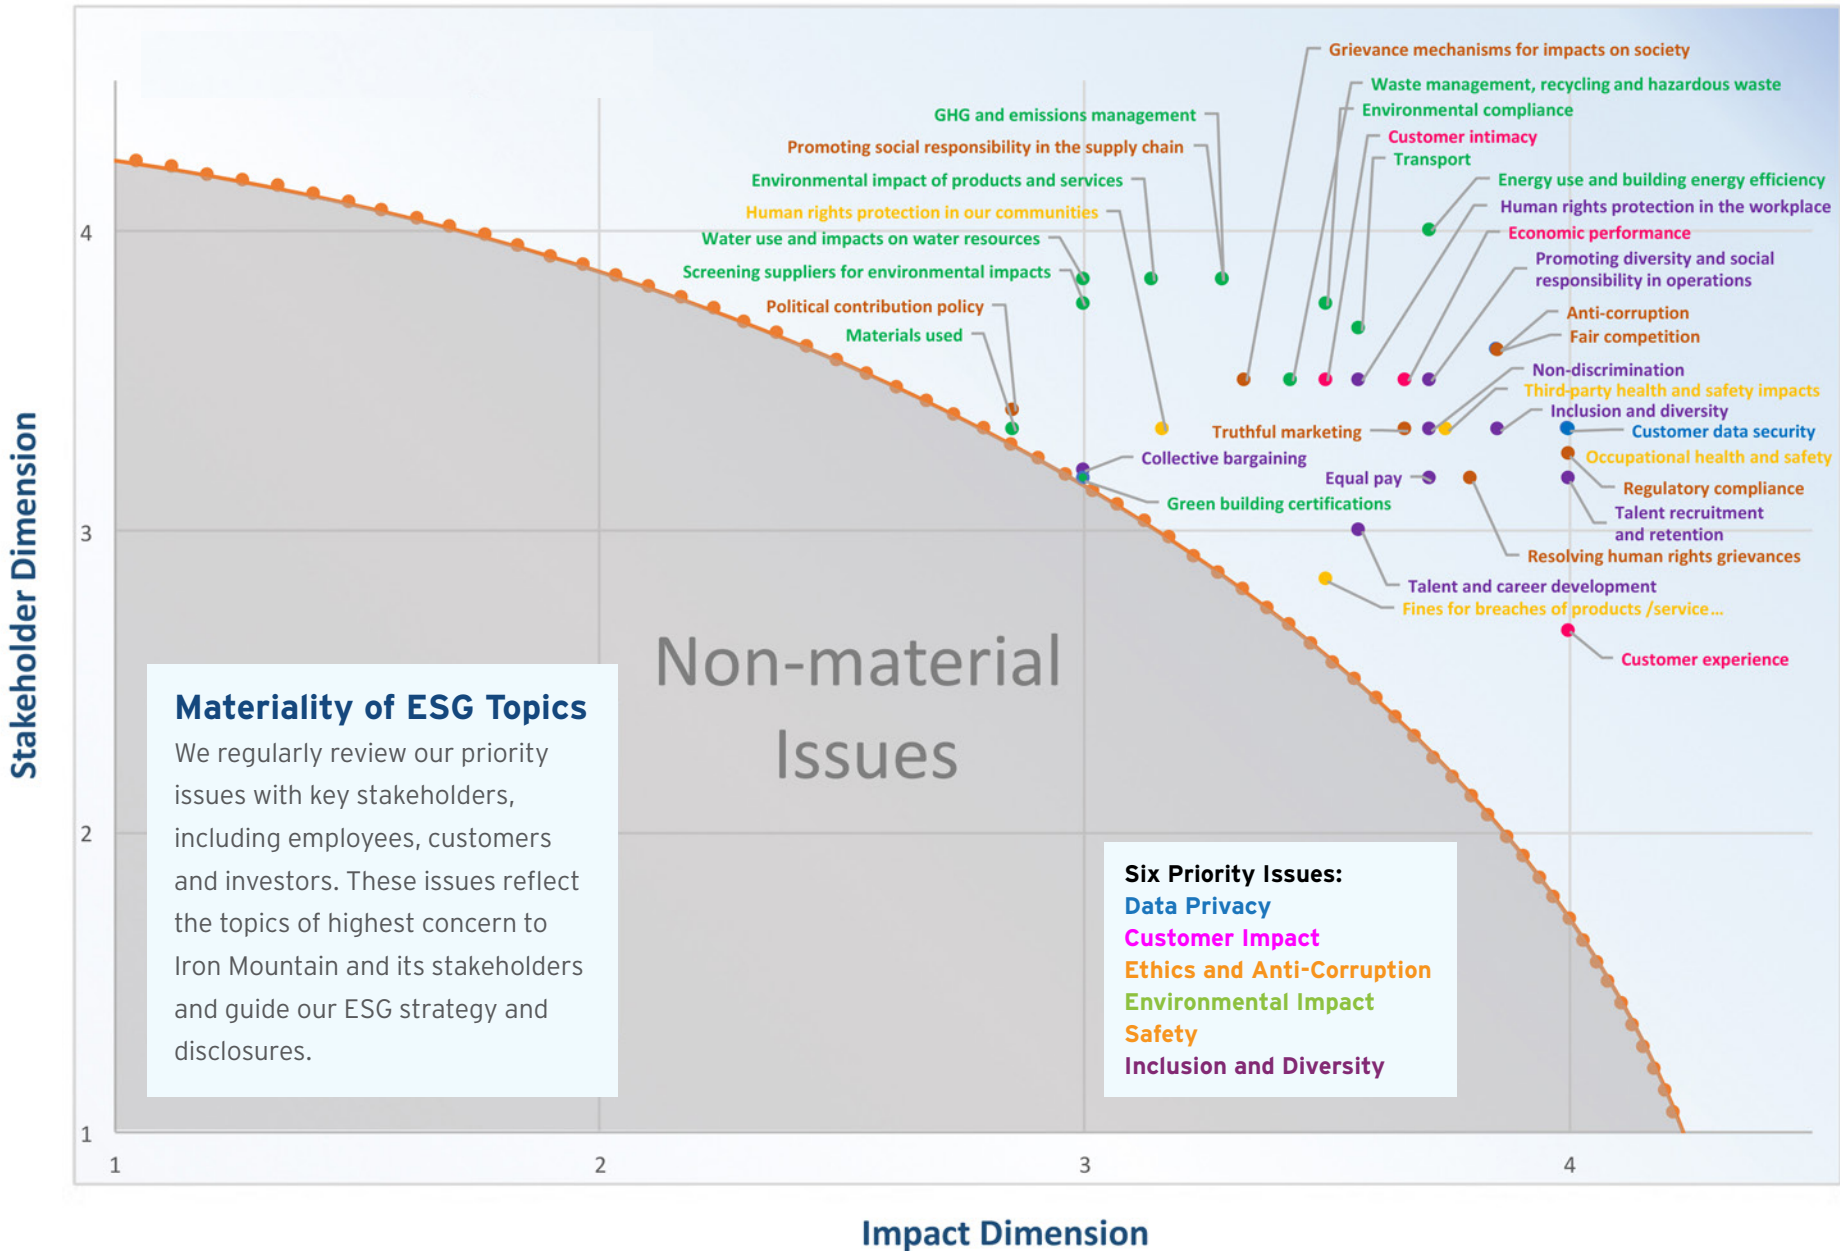 Grievance mechanisms for impacts on society
Waste management, recycling and hazardous waste
GHG and emissions management
Environmental compliance
Customer intimacy
Promoting social responsibility in the supply chain
Transport
Environmental impact of products and services
Energy use and building energy efficiency
Human rights protection in our communities
Human rights protection in the workplace
Water use and impacts on water resources
Economic performance
Screening suppliers for environmental impacts
Promoting diversity and social
responsibility in operations
Political contribution policy
Anti-corruption
Materials used
Fair competition
Non-discrimination
Third-party health and safety impacts
Inclusion and diversity
Truthful marketing
Customer data security
Collective bargaining
Occupational health and safety
Equal pay
Regulatory compliance
Green building certifications
Talent recruitment
and retention
Resolving human rights grievances
Talent and career development
Fines for breaches of products /service...
Customer experience
Stakeholder Dimension
4
3
2
1
Non-material
Issues
Materiality of ESG Topics
We regularly review our priority
issues with key stakeholders,
including employees, customers
and investors. These issues reflect
the topics of highest concern to
Iron Mountain and its stakeholders
and guide our ESG strategy and
disclosures.
Six Priority Issues:
Data Privacy
Customer Impact
Ethics and Anti-Corruption
Environmental Impact
Safety
Inclusion and Diversity
1
2
3
4
Impact Dimension